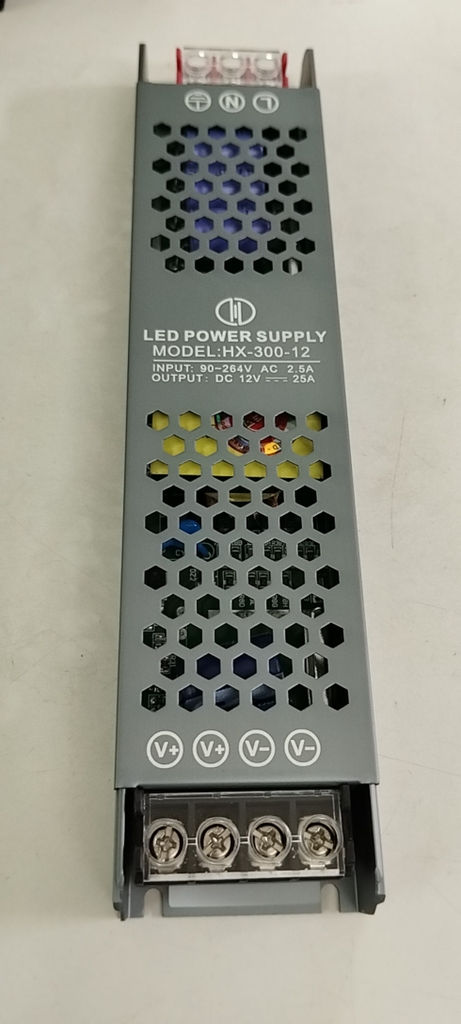 N L
LED POWER SUPPLY
MODEL:HX-300-12
INPUT: 90-264V AC 2.5A
OUTPUT: DC 12V 25A
V+ V+ V- V-